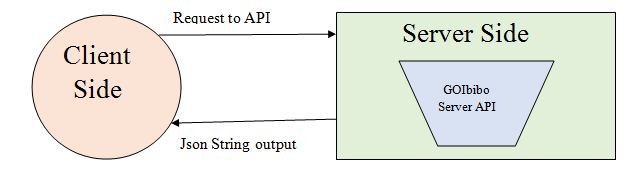 Request to API
Client
Side
Server Side
GOIbibo
Server API
Json String output